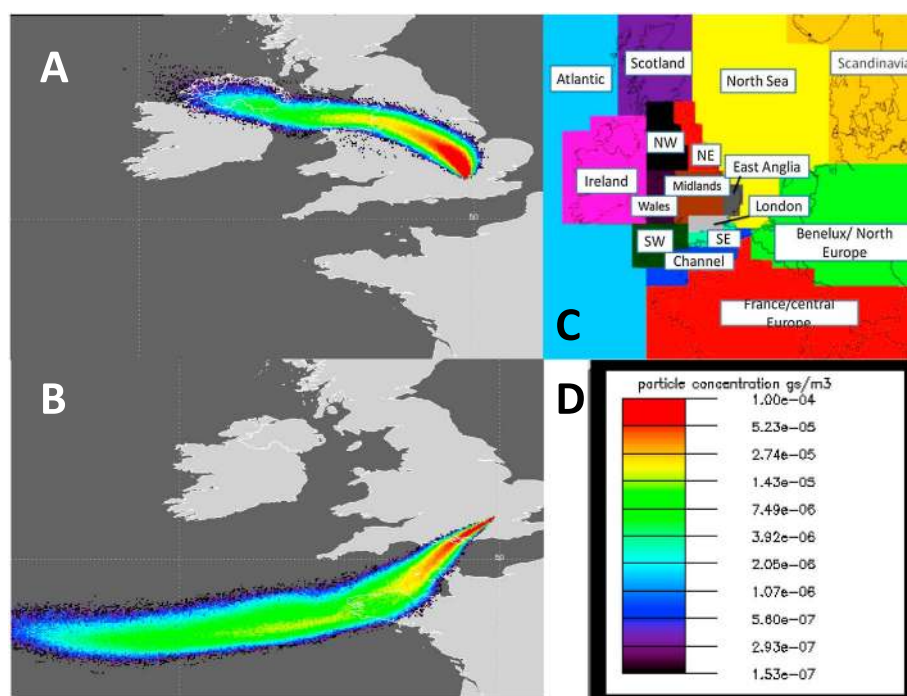 A
B
C
D
Atlantic
Scotland
North Sea
Scandinavia
NW
NE
East Anglia
Ireland
Midlands
London
Wales
SW
SE
Channel
Benelux/ North
Europe
France/central
Europe
particle concentration gs/m3
1.00e-04
5.23e-05
2.74e-05
1.43e-05
7.49e-06
3.92e-06
2.05e-06
1.07e-06
5.60e-07
2.93e-07
1.53e-07